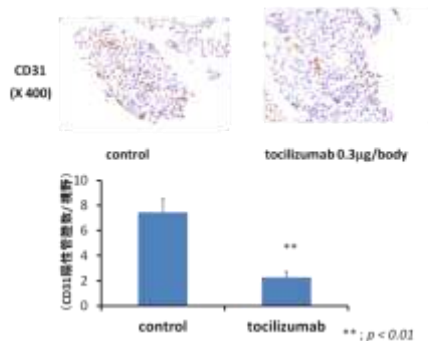 CD31
(X 400)
control
tocilizumab 0.3μg/body
(CD31陽性管腔数/視野)
10
8
6
4
2
0
**
control
tocilizumab
** ; p < 0.01